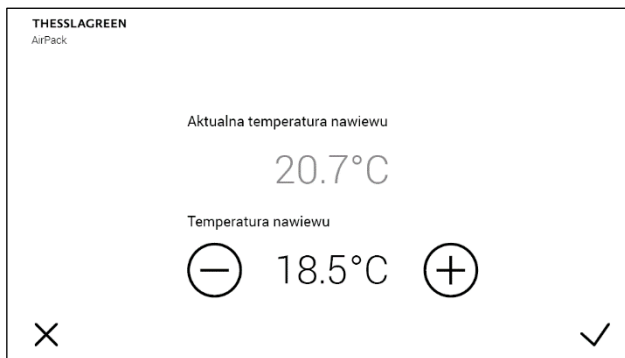 THESSLAGREEN
AirPack
Aktualna temperatura nawiewu
20.7°C
Temperatura nawiewu
18.5°C